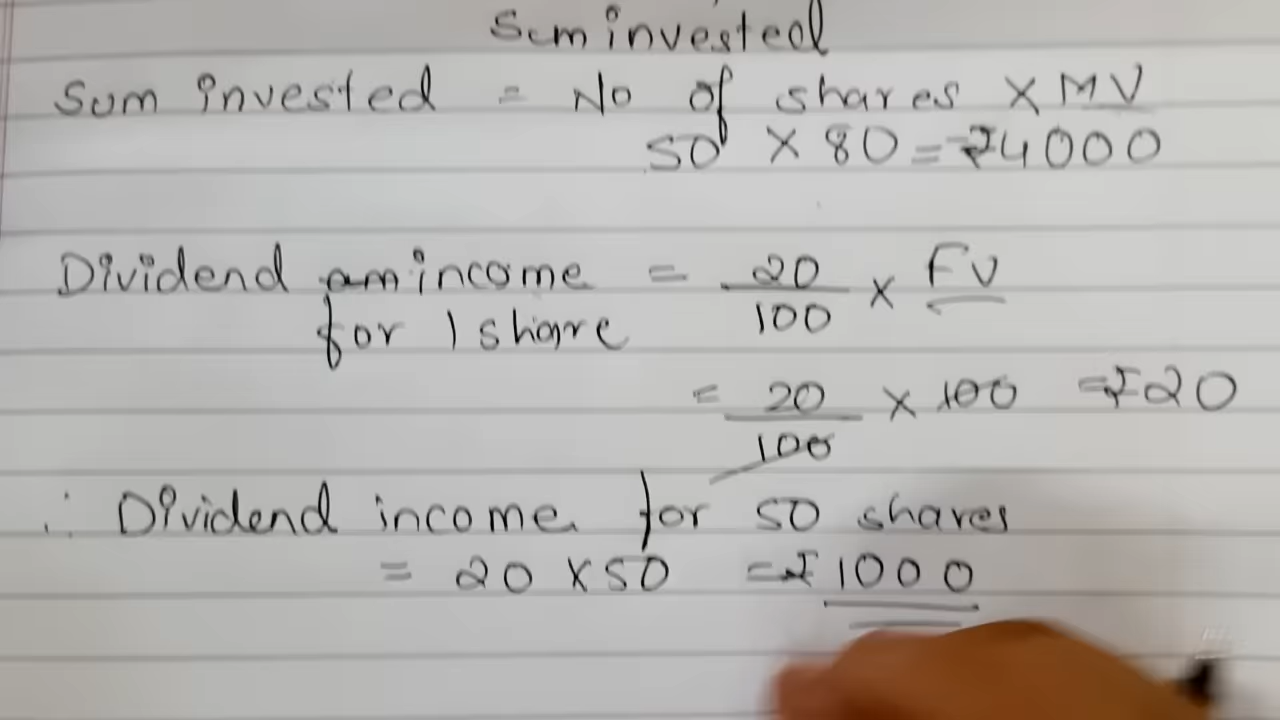 Sum invested
Sum invested = No of shares × MV
50 × 80 = ₹4000
Dividend income = 20/100 × FV
for 1 share
= 20/100 × 100 = ₹20
∴ Dividend income for 50 shares
= 20 × 50 = ₹1000